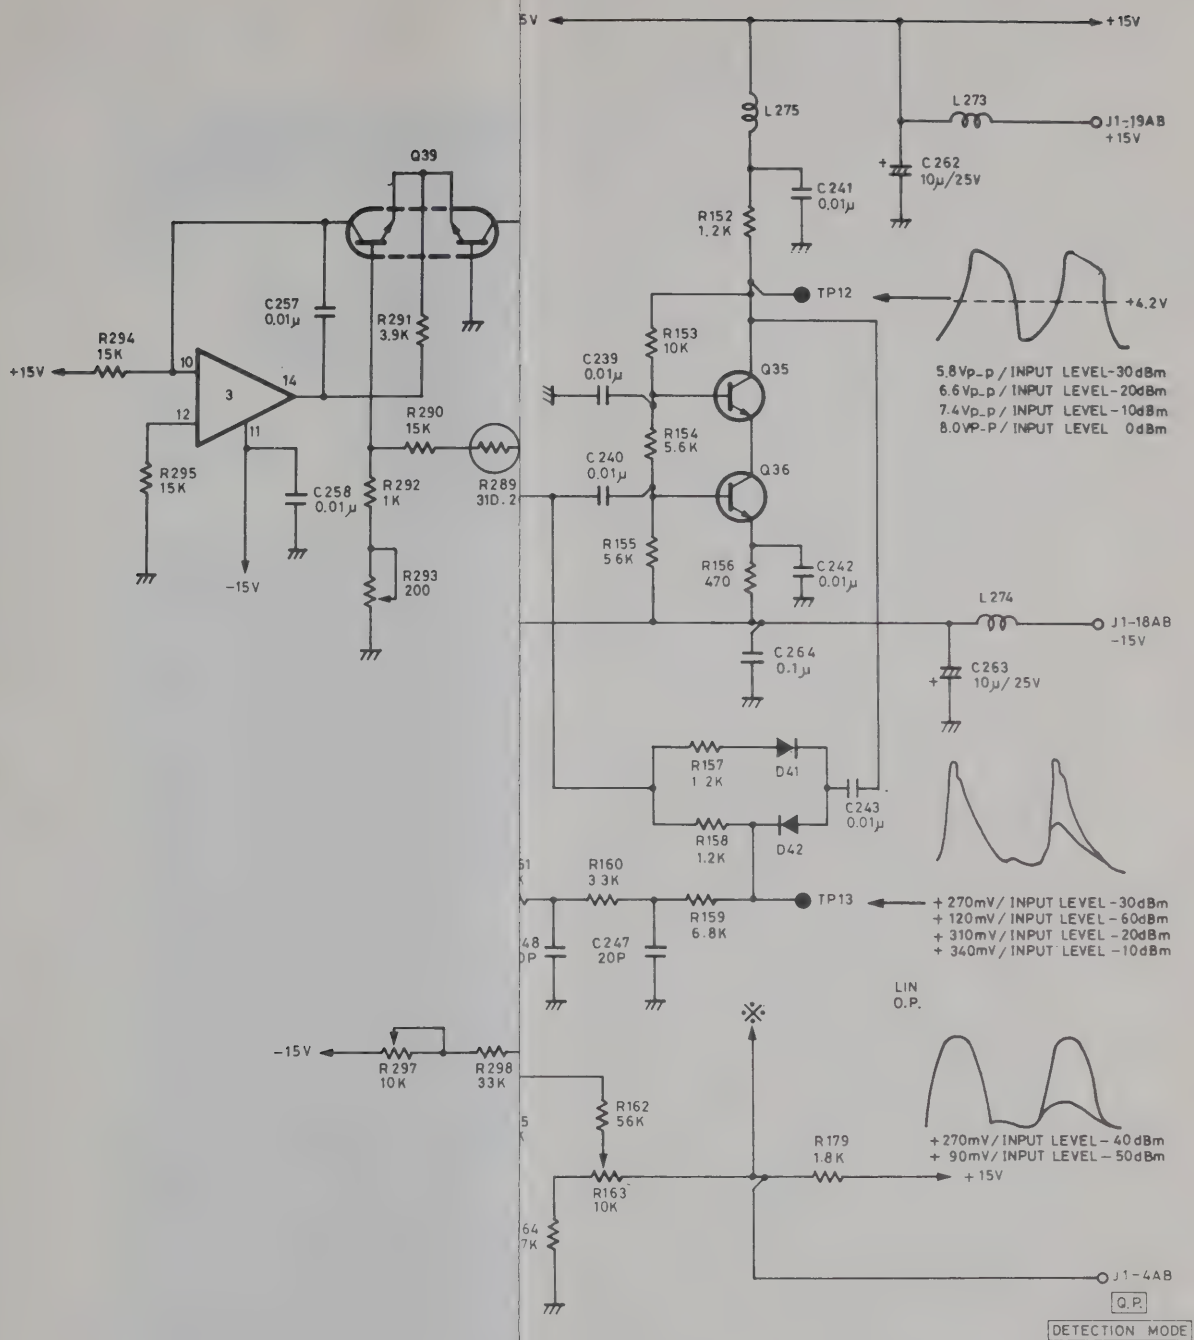 5V
+15V
L275
L273
J1-19AB
+15V
Q39
C262
10μ/25V
C241
0.01μ
R152
1.2K
TP12
+4.2V
C257
0.01μ
R291
3.9K
R294
15K
+15V
10
14
3
12
11
R153
10K
C239
0.01μ
Q35
5.8Vp-p / INPUT LEVEL-30dBm
6.6Vp-p / INPUT LEVEL-20dBm
7.4Vp-p / INPUT LEVEL-10dBm
8.0VP-P / INPUT LEVEL 0dBm
R290
15K
R154
5.6K
C240
0.01μ
Q36
R295
15K
C258
0.01μ
R292
1K
R289
31D.2
R155
5.6K
R156
470
C242
0.01μ
-15V
R293
200
L274
J1-18AB
-15V
C264
0.1μ
C263
10μ/25V
R157
1.2K
D41
C243
0.01μ
R158
1.2K
D42
61
K
R160
3.3K
R159
6.8K
TP13
+270mV / INPUT LEVEL-30dBm
+120mV / INPUT LEVEL-60dBm
+310mV / INPUT LEVEL-20dBm
+340mV / INPUT LEVEL-10dBm
48
0P
C247
20P
LIN
O.P.
※
-15V
R297
10K
R298
33K
R162
56K
5
K
R179
1.8K
+270mV / INPUT LEVEL-40dBm
+ 90mV / INPUT LEVEL-50dBm
+15V
R163
10K
64
7K
J1-4AB
Q.P.
DETECTION MODE